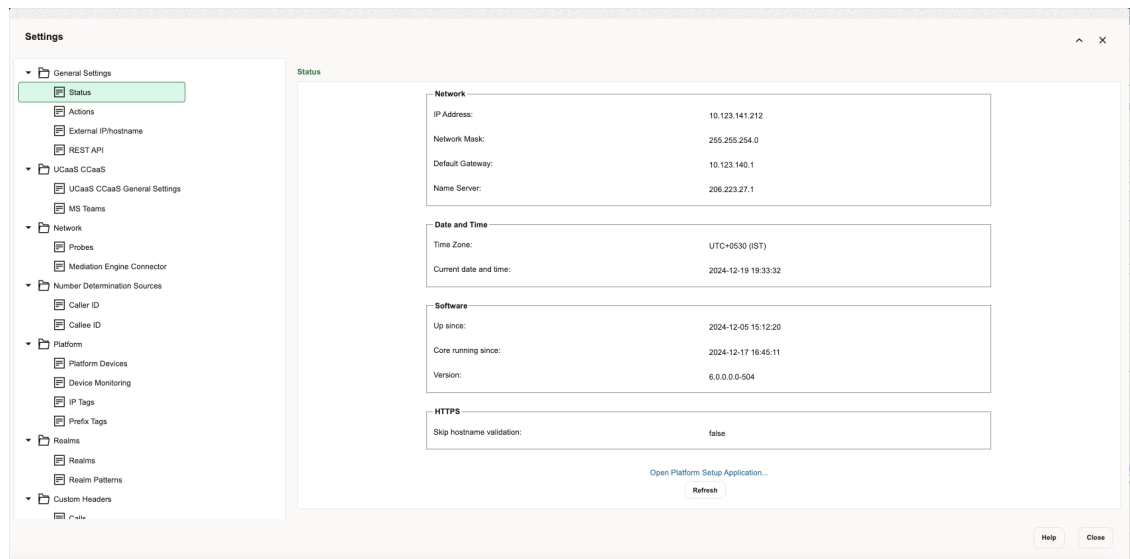 Settings
General Settings
Status
Actions
External IP/hostname
REST API
UCaaS CCaaS
UCaaS CCaaS General Settings
MS Teams
Network
Probes
Mediation Engine Connector
Number Determination Sources
Caller ID
Callee ID
Platform
Platform Devices
Device Monitoring
IP Tags
Prefix Tags
Realms
Realms
Realm Patterns
Custom Headers
Calls
Status
Network
IP Address: 10.123.141.212
Network Mask: 255.255.254.0
Default Gateway: 10.123.140.1
Name Server: 206.223.27.1
Date and Time
Time Zone: UTC+0530 (IST)
Current date and time: 2024-12-19 19:33:32
Software
Up since: 2024-12-05 15:12:20
Core running since: 2024-12-17 16:45:11
Version: 6.0.0.0.0-504
HTTPS
Skip hostname validation: false
Open Platform Setup Application...
Refresh
Help Close